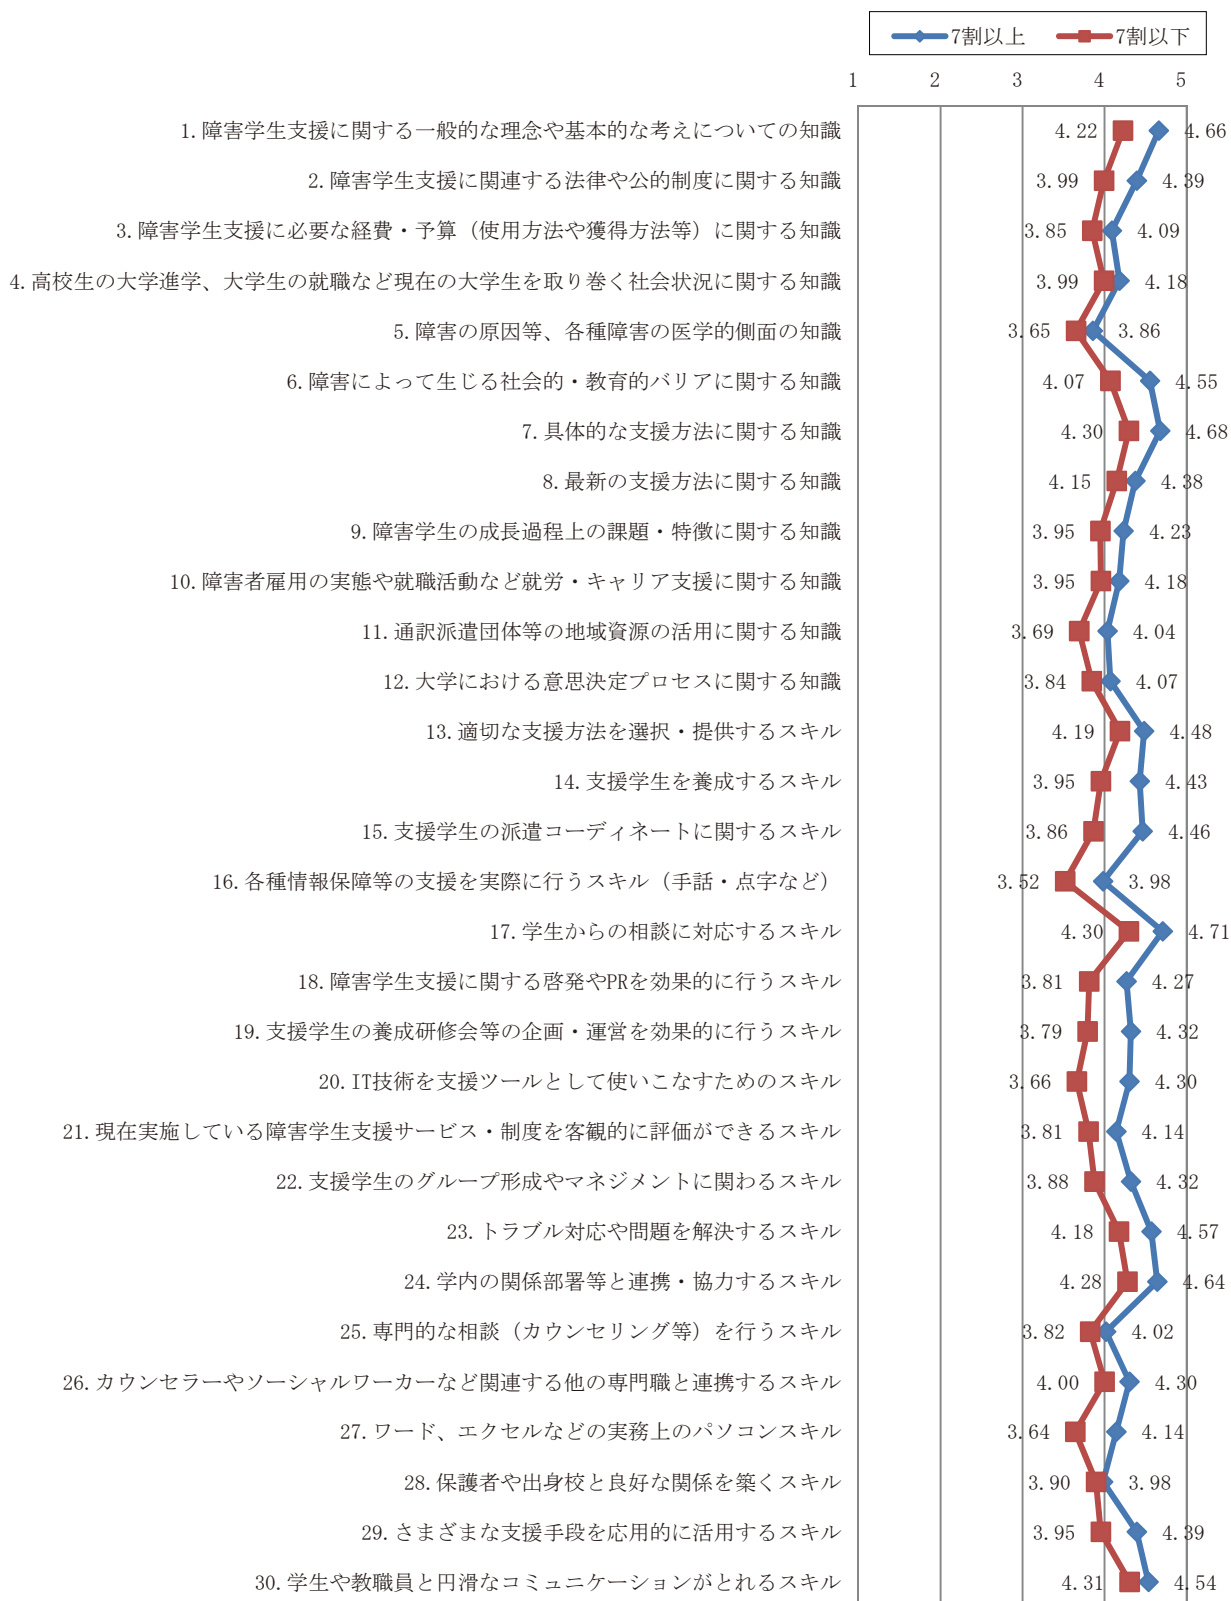 7割以上 7割以下
1 2 3 4 5
1.障害学生支援に関する一般的な理念や基本的な考えについての知識 4.22 4.66
2.障害学生支援に関連する法律や公的制度に関する知識 3.99 4.39
3.障害学生支援に必要な経費・予算（使用方法や獲得方法等）に関する知識 3.85 4.09
4.高校生の大学進学、大学生の就職など現在の大学生を取り巻く社会状況に関する知識 3.99 4.18
5.障害の原因等、各種障害の医学的側面の知識 3.65 3.86
6.障害によって生じる社会的・教育的バリアに関する知識 4.07 4.55
7.具体的な支援方法に関する知識 4.30 4.68
8.最新の支援方法に関する知識 4.15 4.38
9.障害学生の成長過程上の課題・特徴に関する知識 3.95 4.23
10.障害者雇用の実態や就職活動など就労・キャリア支援に関する知識 3.95 4.18
11.通訳派遣団体等の地域資源の活用に関する知識 3.69 4.04
12.大学における意思決定プロセスに関する知識 3.84 4.07
13.適切な支援方法を選択・提供するスキル 4.19 4.48
14.支援学生を養成するスキル 3.95 4.43
15.支援学生の派遣コーディネートに関するスキル 3.86 4.46
16.各種情報保障等の支援を実際に行うスキル（手話・点字など） 3.52 3.98
17.学生からの相談に対応するスキル 4.30 4.71
18.障害学生支援に関する啓発やPRを効果的に行うスキル 3.81 4.27
19.支援学生の養成研修会等の企画・運営を効果的に行うスキル 3.79 4.32
20.IT技術を支援ツールとして使いこなすためのスキル 3.66 4.30
21.現在実施している障害学生支援サービス・制度を客観的に評価ができるスキル 3.81 4.14
22.支援学生のグループ形成やマネジメントに関わるスキル 3.88 4.32
23.トラブル対応や問題を解決するスキル 4.18 4.57
24.学内の関係部署等と連携・協力するスキル 4.28 4.64
25.専門的な相談（カウンセリング等）を行うスキル 3.82 4.02
26.カウンセラーやソーシャルワーカーなど関連する他の専門職と連携するスキル 4.00 4.30
27.ワード、エクセルなどの実務上のパソコンスキル 3.64 4.14
28.保護者や出身校と良好な関係を築くスキル 3.90 3.98
29.さまざまな支援手段を応用的に活用するスキル 3.95 4.39
30.学生や教職員と円滑なコミュニケーションがとれるスキル 4.31 4.54